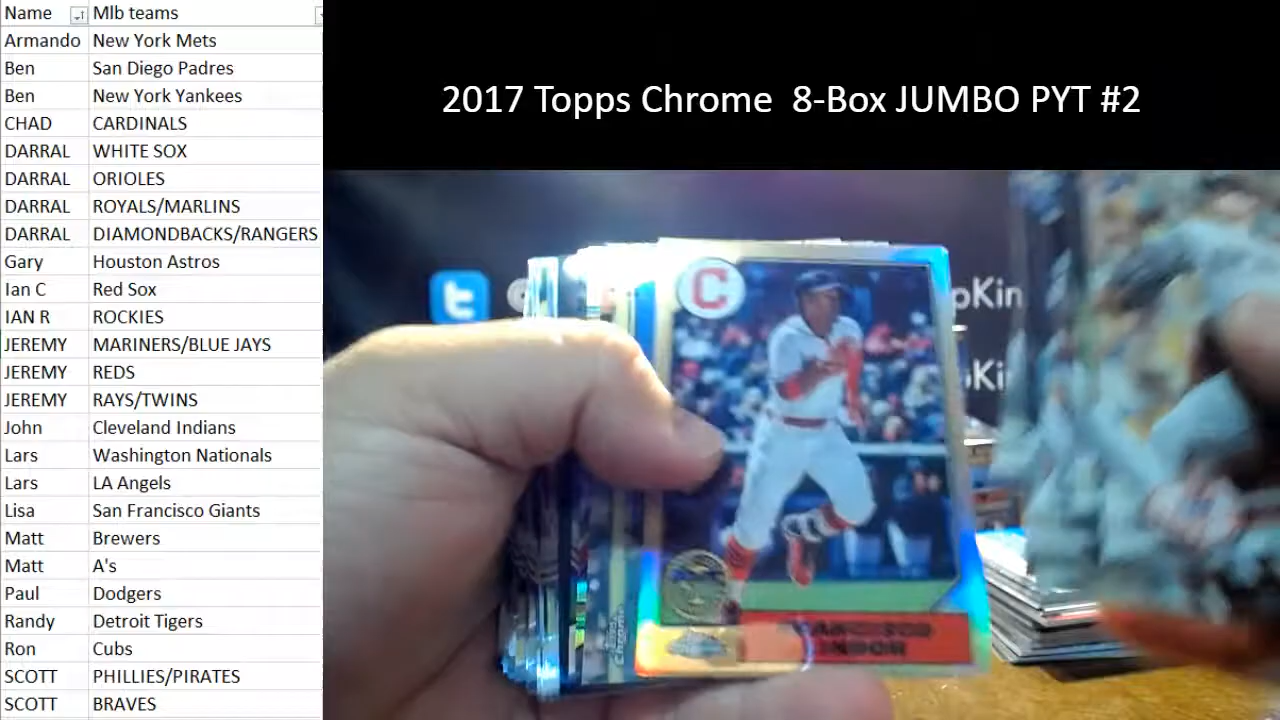 Name Mlb teams
Armando New York Mets
Ben San Diego Padres
Ben New York Yankees
CHAD CARDINALS
DARRAL WHITE SOX
DARRAL ORIOLES
DARRAL ROYALS/MARLINS
DARRAL DIAMONDBACKS/RANGERS
Gary Houston Astros
Ian C Red Sox
IAN R ROCKIES
JEREMY MARINERS/BLUE JAYS
JEREMY REDS
JEREMY RAYS/TWINS
John Cleveland Indians
Lars Washington Nationals
Lars LA Angels
Lisa San Francisco Giants
Matt Brewers
Matt A's
Paul Dodgers
Randy Detroit Tigers
Ron Cubs
SCOTT PHILLIES/PIRATES
SCOTT BRAVES
2017 Topps Chrome 8-Box JUMBO PYT #2
C